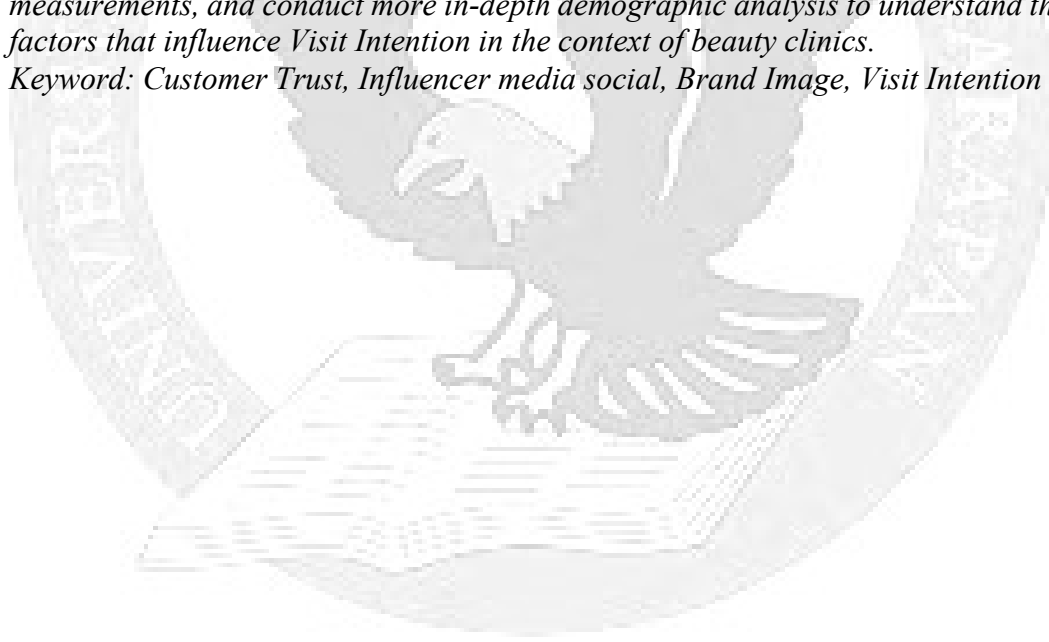 measurements, and conduct more in-depth demographic analysis to understand th
factors that influence Visit Intention in the context of beauty clinics.
Keyword: Customer Trust, Influencer media social, Brand Image, Visit Intention